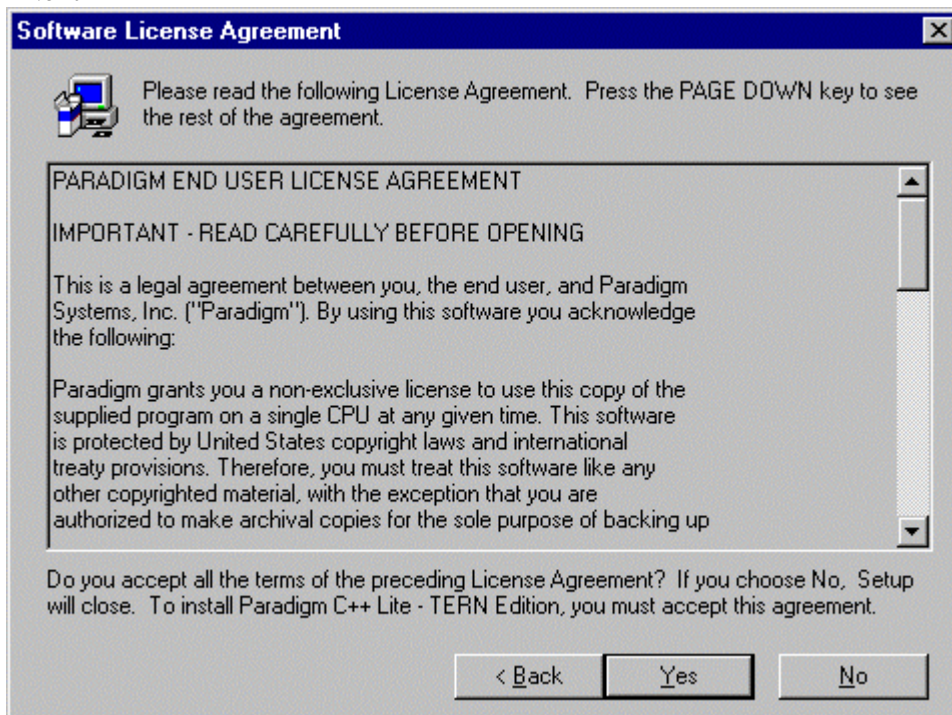 Software License Agreement
Please read the following License Agreement. Press the PAGE DOWN key to see
the rest of the agreement.
PARADIGM END USER LICENSE AGREEMENT
IMPORTANT - READ CAREFULLY BEFORE OPENING
This is a legal agreement between you, the end user, and Paradigm
Systems, Inc. ("Paradigm"). By using this software you acknowledge
the following:
Paradigm grants you a non-exclusive license to use this copy of the
supplied program on a single CPU at any given time. This software
is protected by United States copyright laws and international
treaty provisions. Therefore, you must treat this software like any
other copyrighted material, with the exception that you are
authorized to make archival copies for the sole purpose of backing up
Do you accept all the terms of the preceding License Agreement? If you choose No, Setup
will close. To install Paradigm C++ Lite - TERN Edition, you must accept this agreement.
< Back Yes No